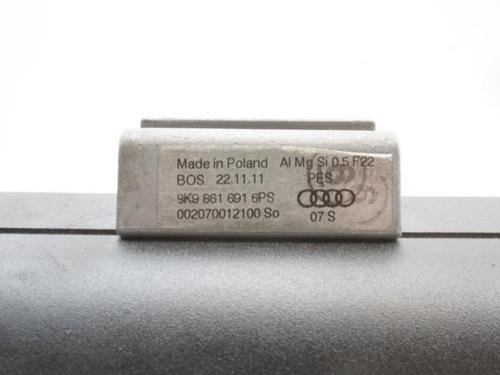 Made in Poland Al Mg Si 0.5 F22
BOS 22.11.11 PES
9K9 861 691 6PS
002070012100 So 07 S